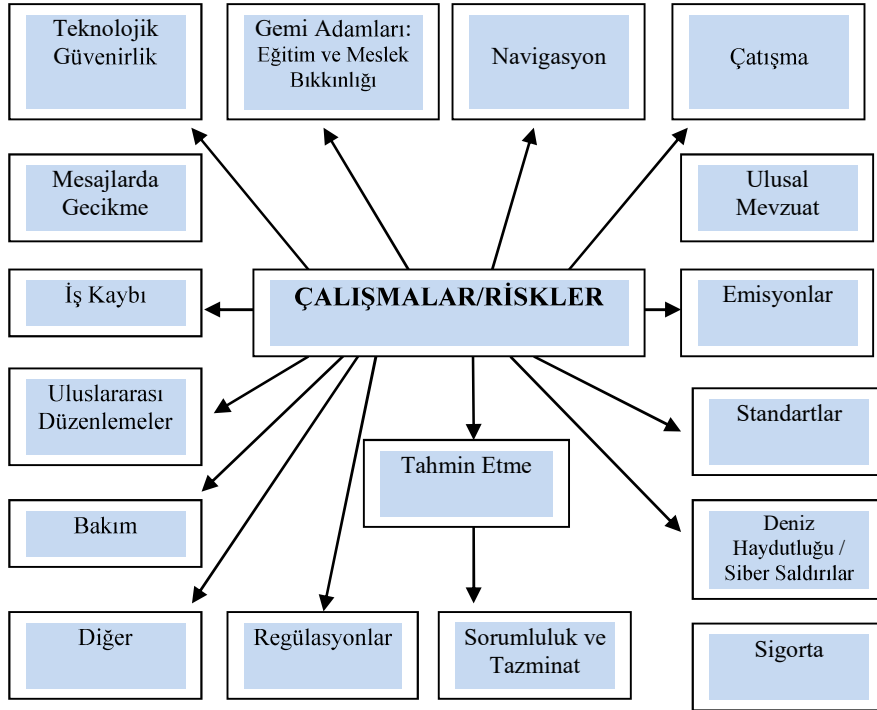 Teknolojik
Güvenirlik
Gemi Adamları:
Eğitim ve Meslek
Bıkkınlığı
Navigasyon
Çatışma
Mesajlarda
Gecikme
Ulusal
Mevzuat
İş Kaybı
ÇALIŞMALAR/RİSKLER
Emisyonlar
Uluslararası
Düzenlemeler
Tahmin Etme
Standartlar
Bakım
Deniz
Haydutluğu /
Siber Saldırılar
Diğer
Regülasyonlar
Sorumluluk ve
Tazminat
Sigorta